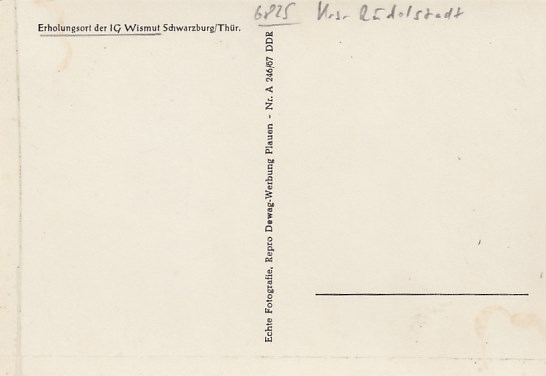 6825 Krs. Rudolstadt
Erholungsort der IG Wismut Schwarzburg/Thür.
Echte Fotografie, Repro Dewag-Werbung Plauen - Nr. A 246/67 DDR